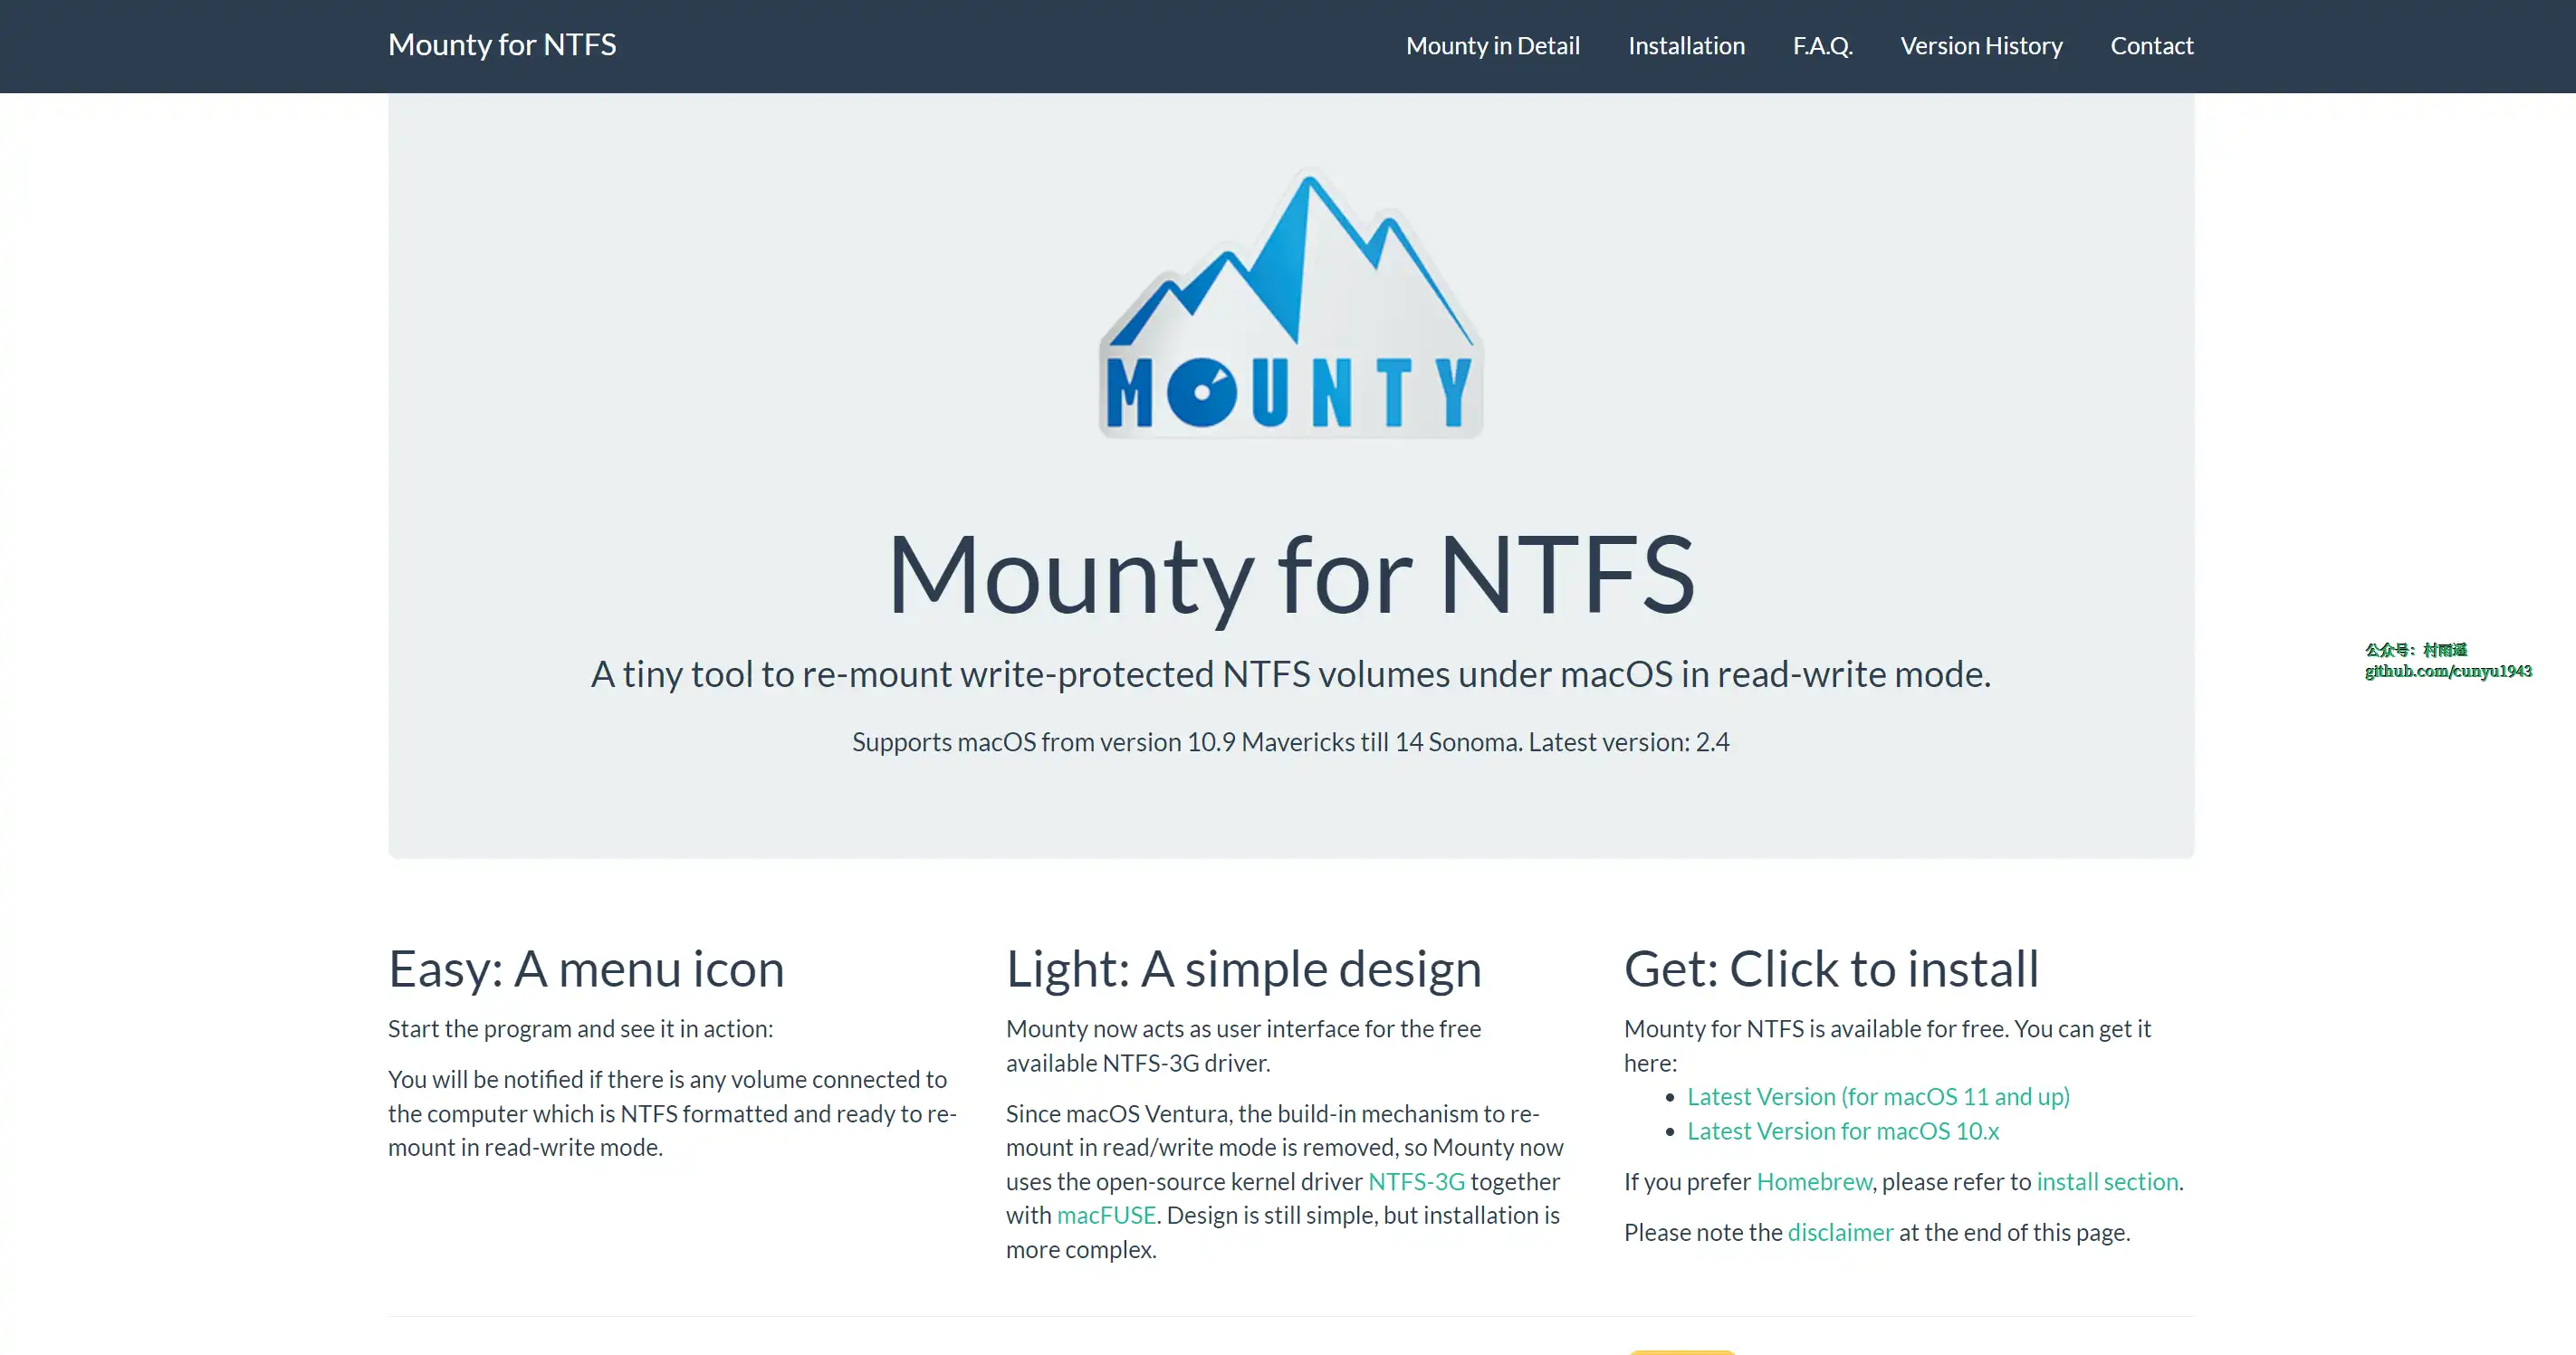 Mounty for NTFS
Mounty in Detail
Installation
F.A.Q.
Version History
Contact
MOUNTY
Mounty for NTFS
A tiny tool to re-mount write-protected NTFS volumes under macOS in read-write mode.
Supports macOS from version 10.9 Mavericks till 14 Sonoma. Latest version: 2.4
公众号：村雨遥
github.com/cunyu1943
Easy: A menu icon
Start the program and see it in action:
You will be notified if there is any volume connected to
the computer which is NTFS formatted and ready to re-
mount in read-write mode.
Light: A simple design
Mounty now acts as user interface for the free
available NTFS-3G driver.
Since macOS Ventura, the build-in mechanism to re-
mount in read/write mode is removed, so Mounty now
uses the open-source kernel driver NTFS-3G together
with macFUSE. Design is still simple, but installation is
more complex.
Get: Click to install
Mounty for NTFS is available for free. You can get it
here:
• Latest Version (for macOS 11 and up)
• Latest Version for macOS 10.x
If you prefer Homebrew, please refer to install section.
Please note the disclaimer at the end of this page.